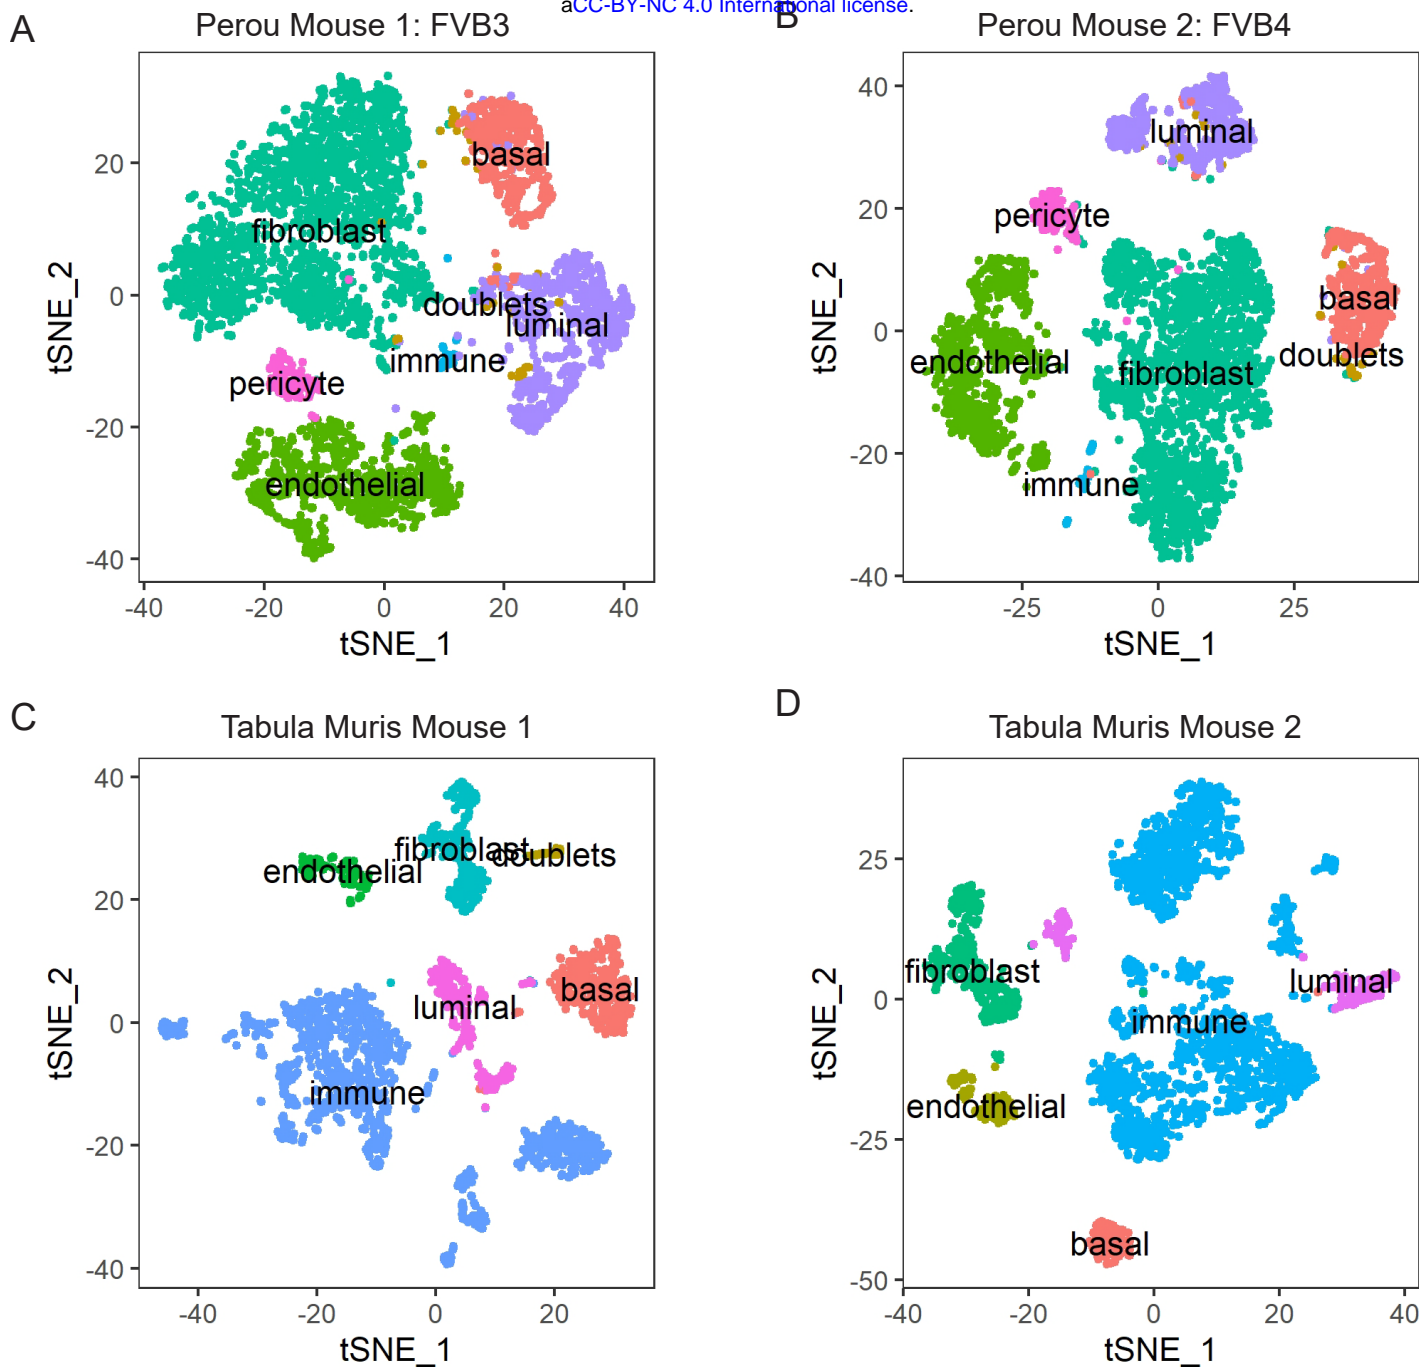 aCC-BY-NC 4.0 International license.
A
Perou Mouse 1: FVB3
tSNE_2
20
0
-20
-40
basal
fibroblast
doublets
luminal
immune
pericyte
endothelial
-40
-20
0
20
40
tSNE_1
B
Perou Mouse 2: FVB4
tSNE_2
40
20
0
-20
-40
luminal
pericyte
basal
doublets
endothelial
fibroblast
immune
-25
0
25
tSNE_1
C
Tabula Muris Mouse 1
tSNE_2
40
20
0
-20
-40
fibroblast
doublets
endothelial
basal
luminal
immune
-40
-20
0
20
tSNE_1
D
Tabula Muris Mouse 2
tSNE_2
25
0
-25
-50
fibroblast
luminal
immune
endothelial
basal
-40
-20
0
20
40
tSNE_1